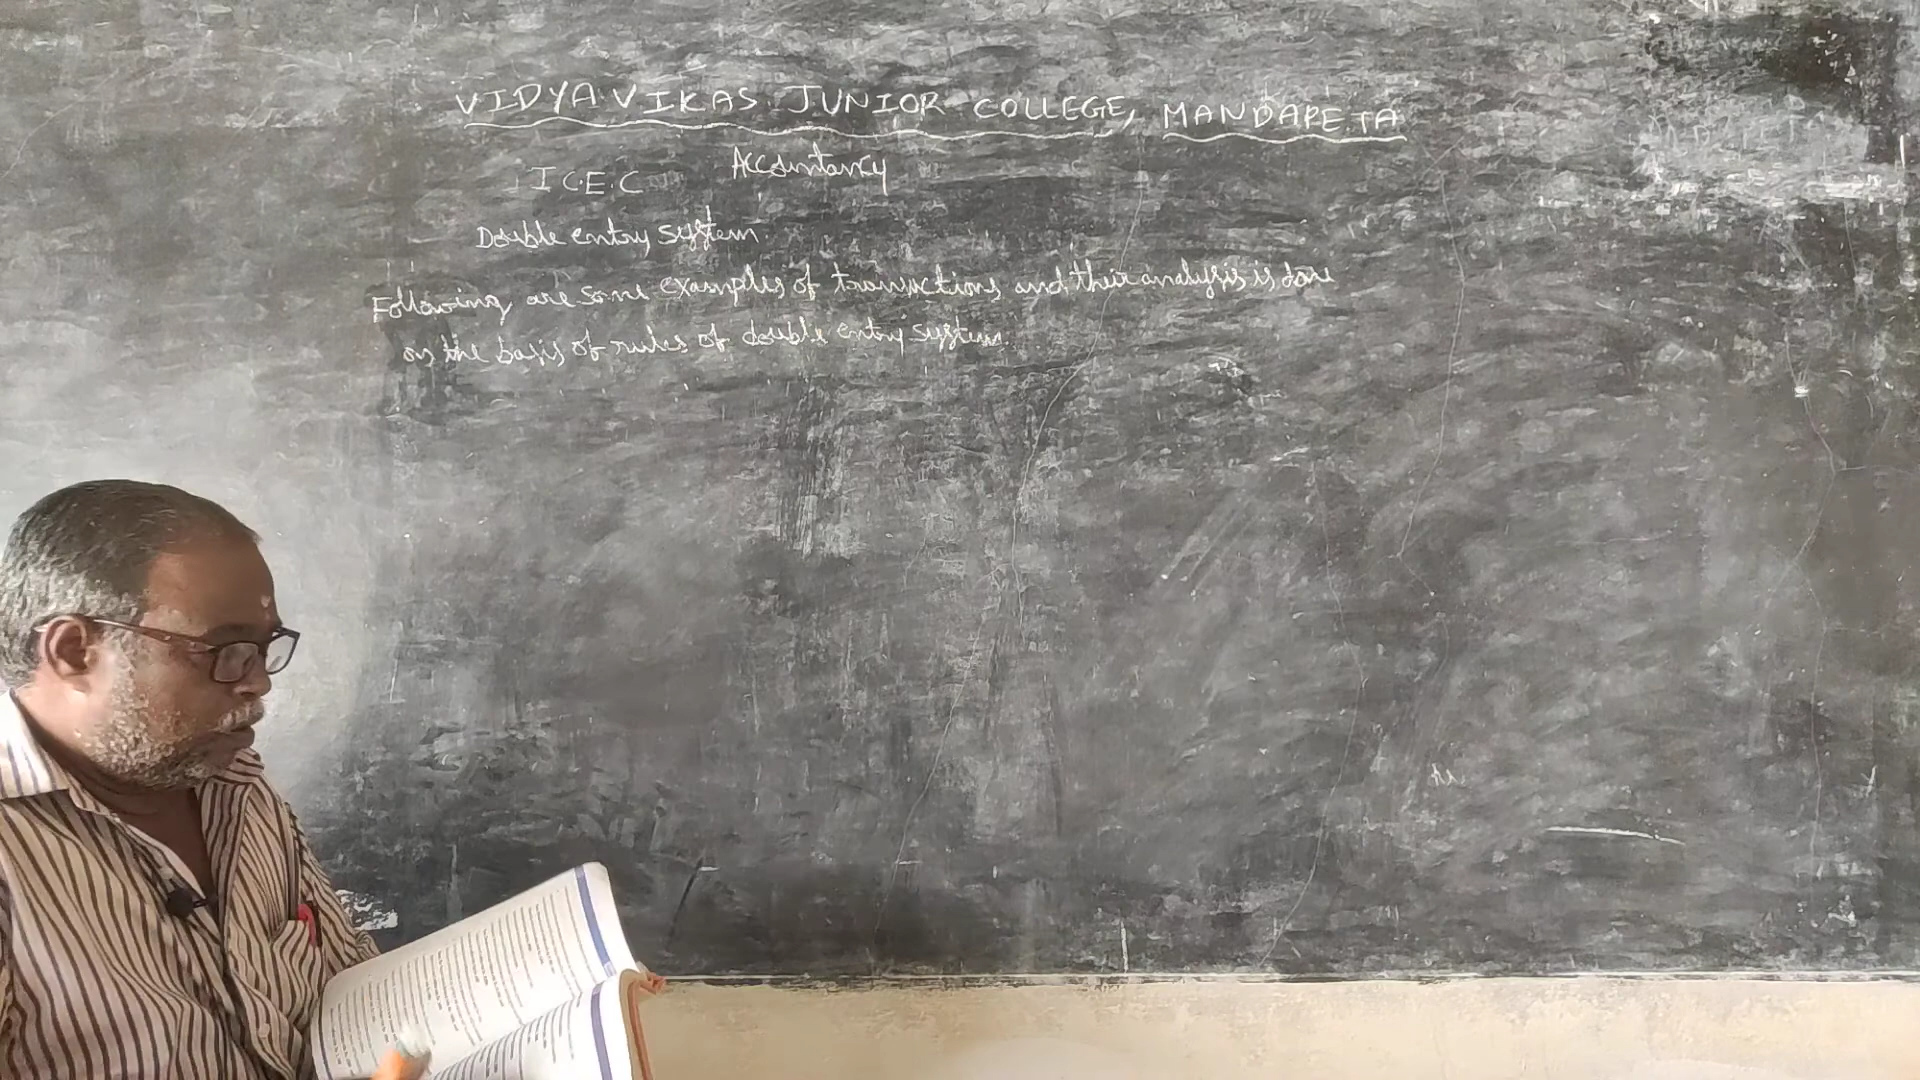 VIDYA VIKAS JUNIOR COLLEGE, MANDAPETA
I C.E.C Accountancy
Double entry system
Following are some examples of transactions and their analysis is done
on the basis of rules of double entry system.